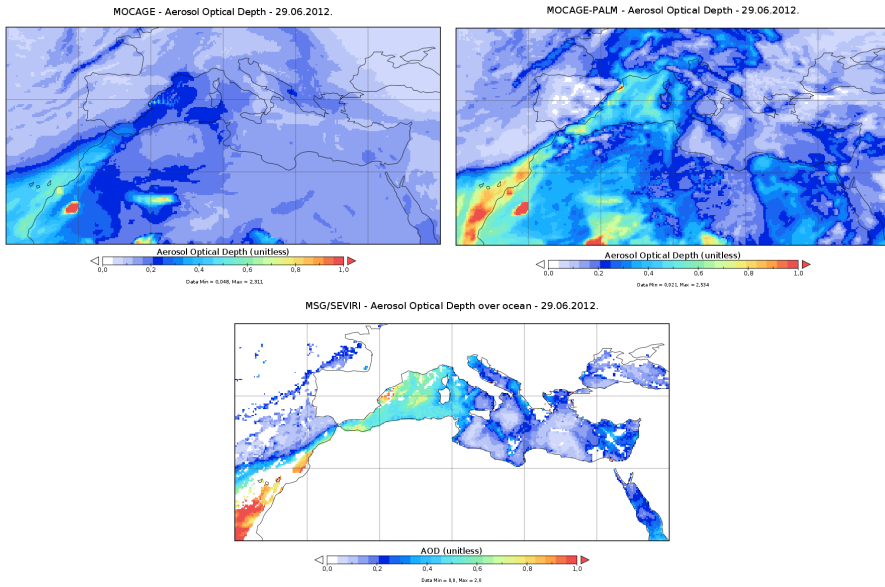 MOCAGE - Aerosol Optical Depth - 29.06.2012.
MOCAGE-PALM - Aerosol Optical Depth - 29.06.2012.
Aerosol Optical Depth (unitless)
0.0 0.2 0.4 0.6 0.8 1.0
Data Min = 0,048, Max = 2,311
Aerosol Optical Depth (unitless)
0.0 0.2 0.4 0.6 0.8 1.0
Data Min = 0,021, Max = 2,534
MSG/SEVIRI - Aerosol Optical Depth over ocean - 29.06.2012.
AOD (unitless)
0,0 0,2 0,4 0,6 0,8 1,0
Data Min = 0,0, Max = 2,0